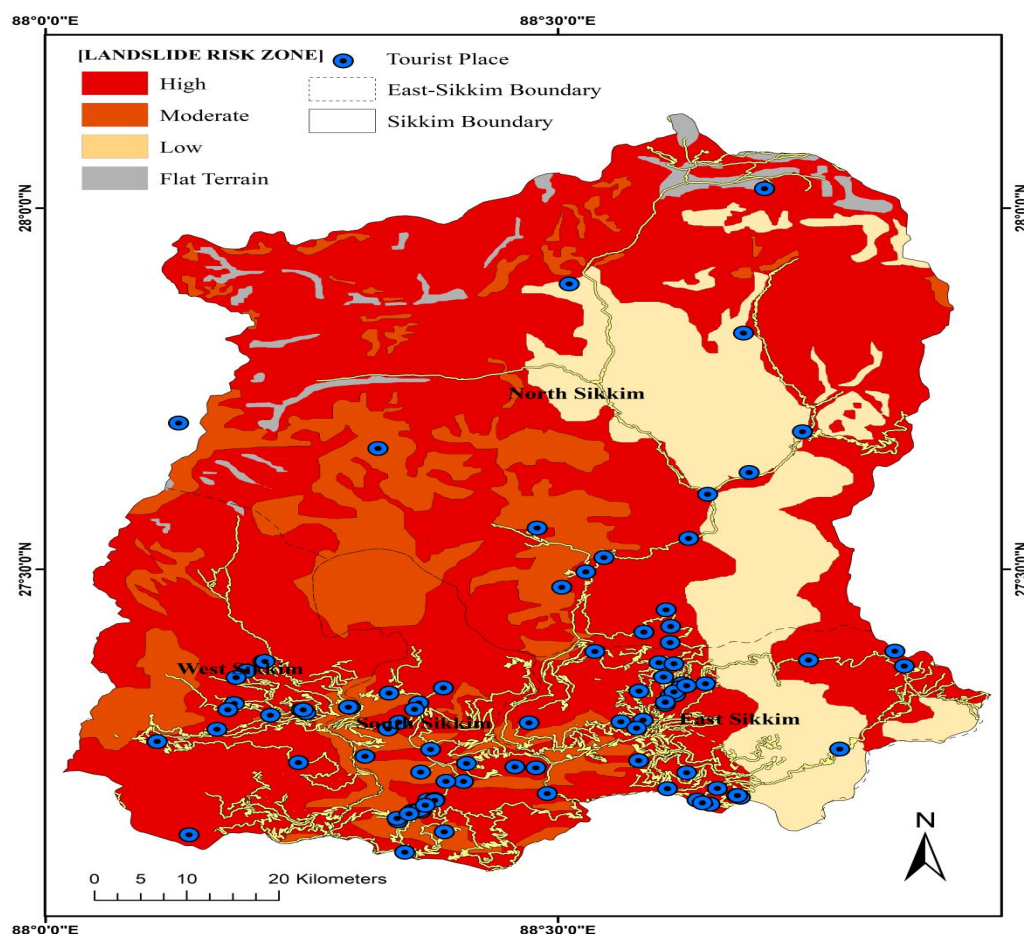 88°0'0"E 88°30'0"E
[LANDSLIDE RISK ZONE]
High
Moderate
Low
Flat Terrain
Tourist Place
East-Sikkim Boundary
Sikkim Boundary
28°0'0"N 28°0'0"N
North Sikkim
27°30'0"N 27°30'0"N
West Sikkim
South Sikkim
East Sikkim
N
0 5 10 20 Kilometers
88°0'0"E 88°30'0"E